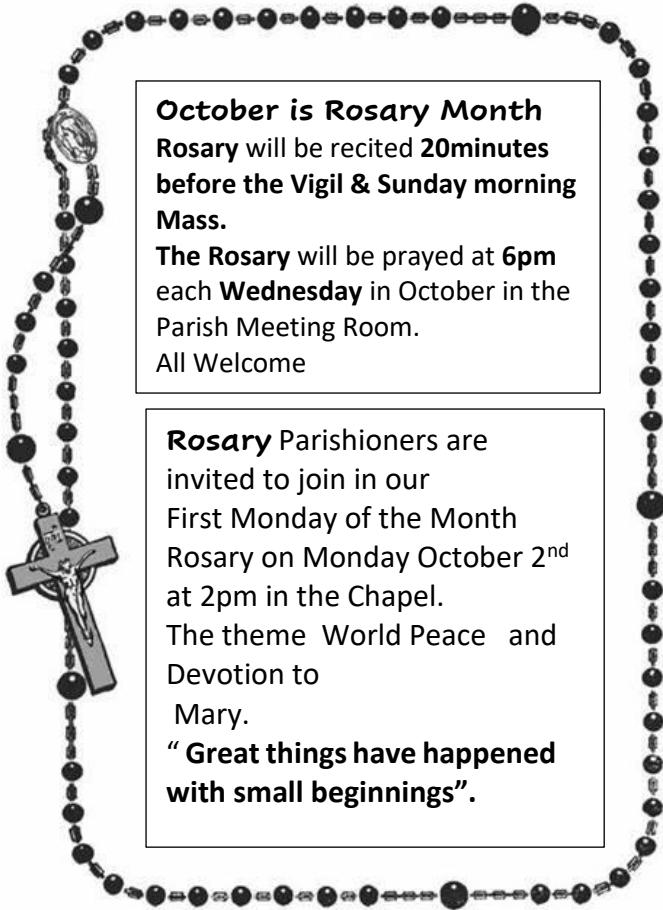 October is Rosary Month
Rosary will be recited 20minutes
before the Vigil & Sunday morning
Mass.
The Rosary will be prayed at 6pm
each Wednesday in October in the
Parish Meeting Room.
All Welcome
Rosary Parishioners are
invited to join in our
First Monday of the Month
Rosary on Monday October 2nd
at 2pm in the Chapel.
The theme World Peace and
Devotion to
Mary.
“ Great things have happened
with small beginnings”.